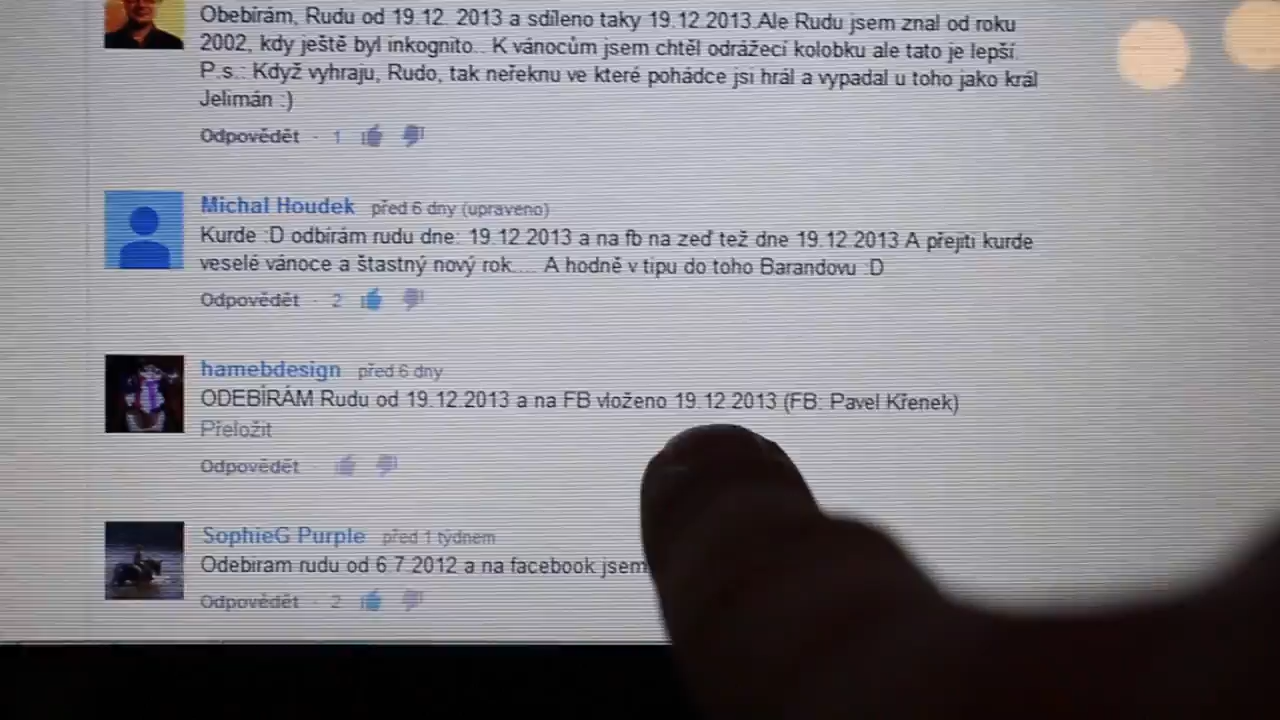 Obebírám, Rudu od 19.12. 2013 a sdíleno taky 19.12.2013.Ale Rudu jsem znal od roku
2002, kdy ještě byl inkognito.. K vánocům jsem chtěl odrážecí kolobku ale tato je lepší.
P.s.: Když vyhraju, Rudo, tak neřeknu ve které pohádce jsi hrál a vypadal u toho jako král
Jelimán :)
Odpovědět · 1
Michal Houdek před 6 dny (upraveno)
Kurde :D odbírám rudu dne: 19.12.2013 a na fb na zeď též dne 19.12.2013 A přejiti kurde
veselé vánoce a štastný nový rok.... A hodně v tipu do toho Barandovu :D
Odpovědět · 2
hamebdesign před 6 dny
ODEBÍRÁM Rudu od 19.12.2013 a na FB vloženo 19.12.2013 (FB: Pavel Křenek)
Přeložit
Odpovědět
SophieG Purple před 1 týdnem
Odebiram rudu od 6.7.2012 a na facebook jsem
Odpovědět · 2